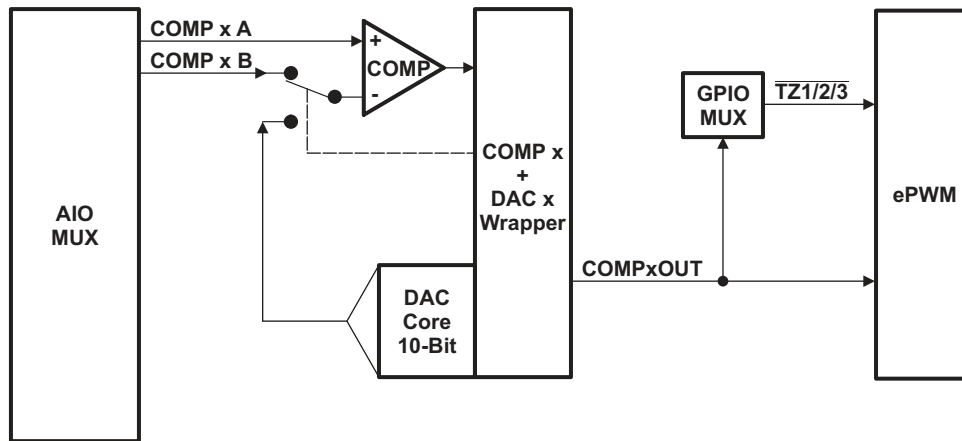 COMP x A
COMP x B
+
COMP
-
AIO
MUX
COMP x
+
DAC x
Wrapper
DAC
Core
10-Bit
COMPxOUT
GPIO
MUX
TZ1/2/3
ePWM